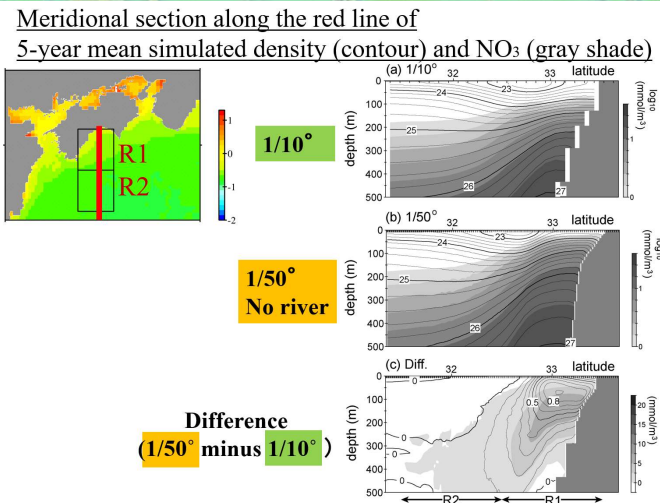 Meridional section along the red line of
5-year mean simulated density (contour) and NO₃ (gray shade)
1
0
-1
-2
R1
R2
1/10°
(a) 1/10°
32
33
latitude
log10
(mmol/m³)
0
100
200
300
400
500
depth (m)
23
24
25
26
27
1
0
1/50°
No river
(b) 1/50°
32
33
latitude
log10
(mmol/m³)
0
100
200
300
400
500
depth (m)
23
24
25
26
27
1
0
Difference
(1/50° minus 1/10°)
(c) Diff.
32
33
latitude
(mmol/m³)
0
100
200
300
400
500
depth (m)
0
0
0
0
0.5
0.8
0
20
15
10
5
0
R2
R1